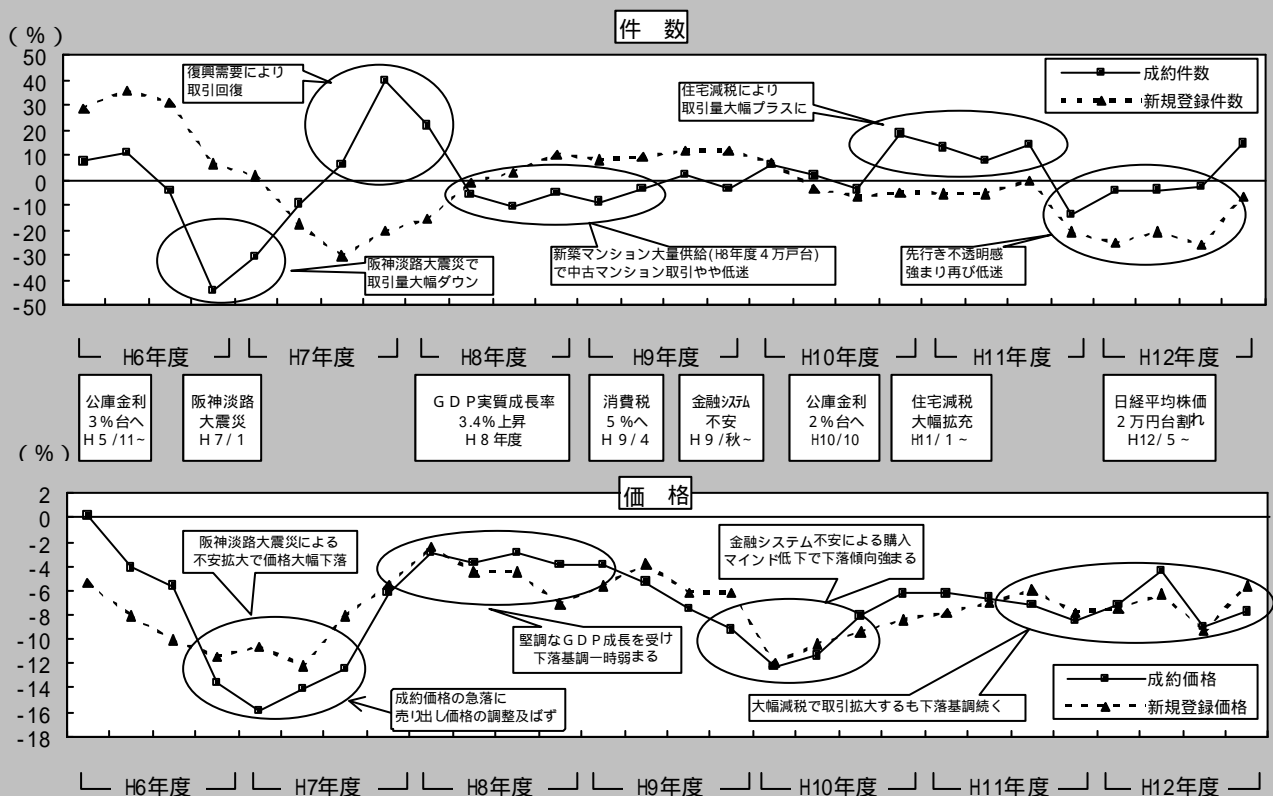 件　数
(%)
50
40
30
20
10
0
-10
-20
-30
-40
-50
復興需要により
取引回復
住宅減税により
取引量大幅プラスに
成約件数
新規登録件数
阪神淡路大震災で
取引量大幅ダウン
新築マンション大量供給(H8年度４万戸台)
で中古マンション取引やや低迷
先行き不透明感
強まり再び低迷
H6年度
H7年度
H8年度
H9年度
H10年度
H11年度
H12年度
公庫金利
3%台へ
H5/11~
阪神淡路
大震災
H7/1
ＧＤＰ実質成長率
3.4%上昇
H8年度
消費税
5%へ
H9/4
金融システム
不安
H9/秋~
公庫金利
2%台へ
H10/10
住宅減税
大幅拡充
H11/1~
日経平均株価
2万円台割れ
H12/5~
(%)
価　格
2
0
-2
-4
-6
-8
-10
-12
-14
-16
-18
阪神淡路大震災による
不安拡大で価格大幅下落
金融システム不安による購入
マインド低下で下落傾向強まる
堅調なＧＤＰ成長を受け
下落基調一時弱まる
成約価格の急落に
売り出し価格の調整及ばず
大幅減税で取引拡大するも下落基調続く
成約価格
新規登録価格
H6年度
H7年度
H8年度
H9年度
H10年度
H11年度
H12年度